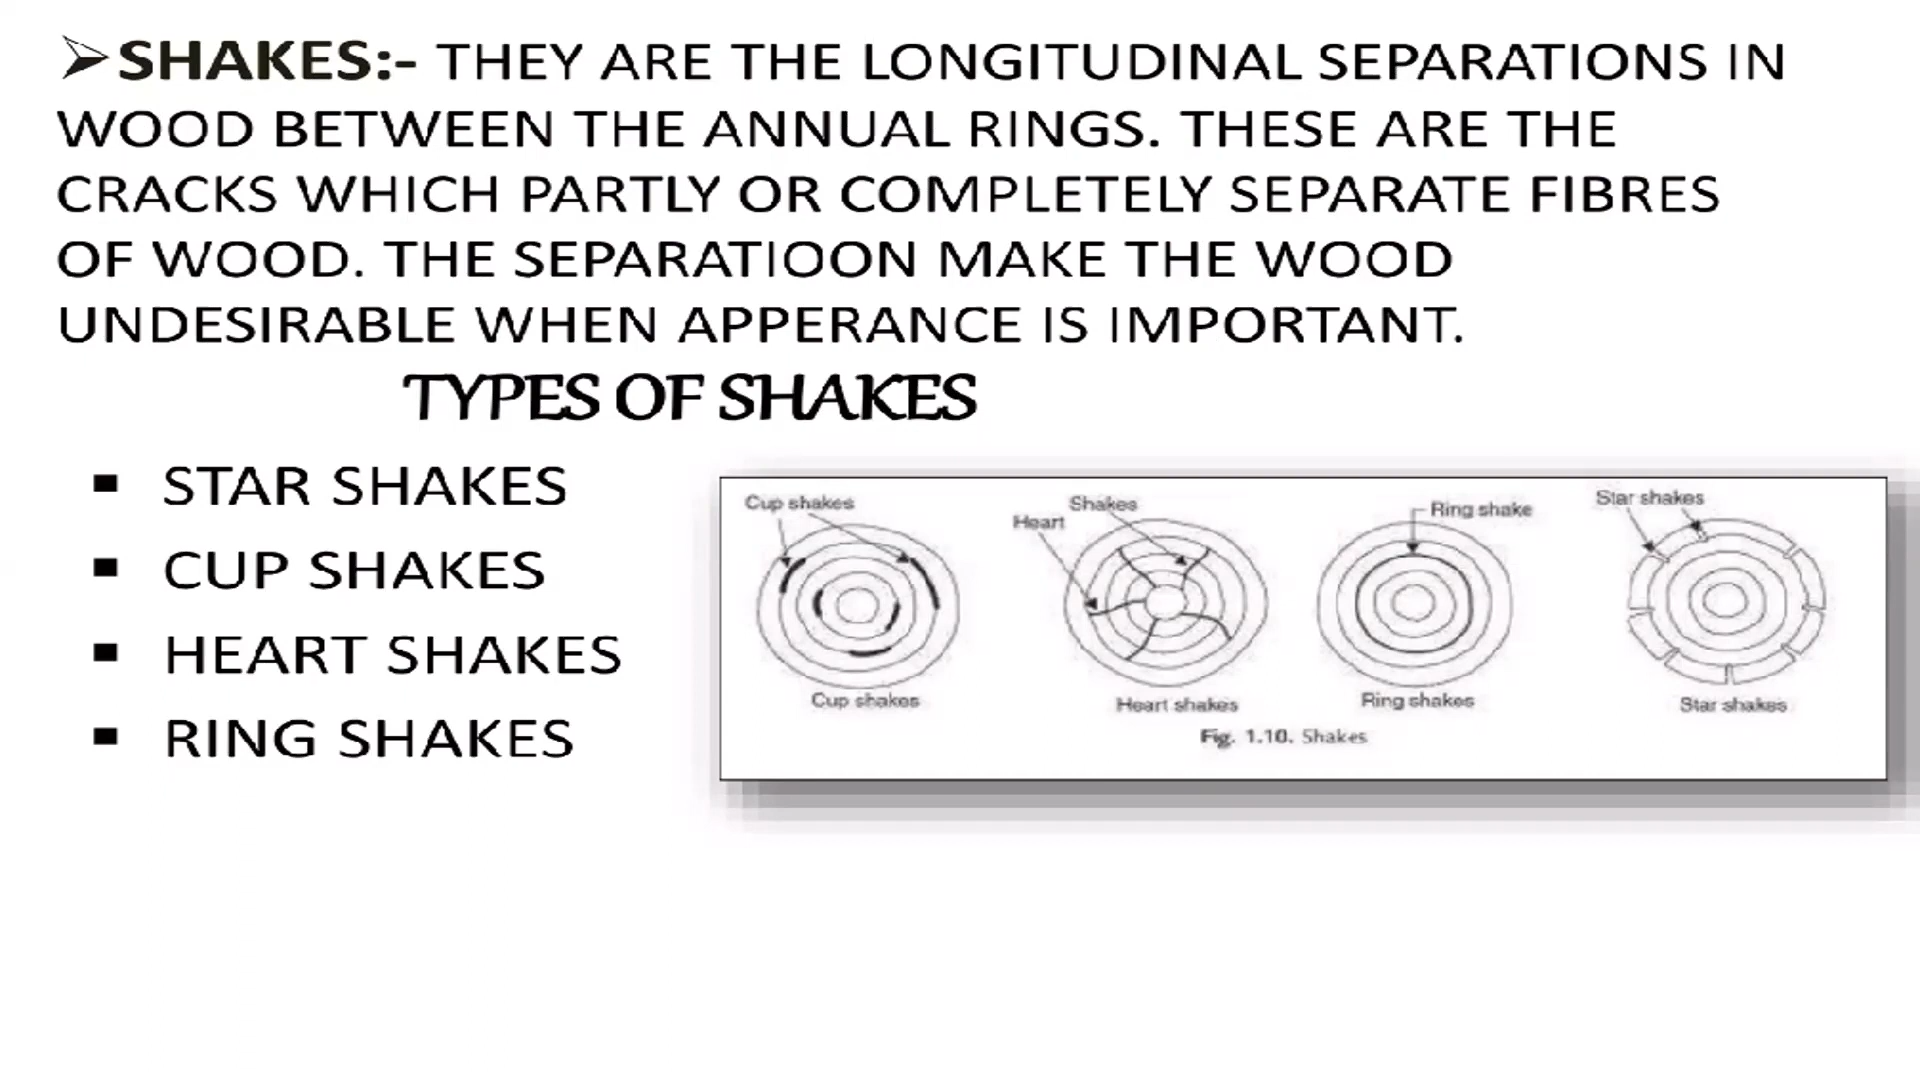 ➢SHAKES:- THEY ARE THE LONGITUDINAL SEPARATIONS IN
WOOD BETWEEN THE ANNUAL RINGS. THESE ARE THE
CRACKS WHICH PARTLY OR COMPLETELY SEPARATE FIBRES
OF WOOD. THE SEPARATIOON MAKE THE WOOD
UNDESIRABLE WHEN APPERANCE IS IMPORTANT.
TYPES OF SHAKES
▪ STAR SHAKES
▪ CUP SHAKES
▪ HEART SHAKES
▪ RING SHAKES
Cup shakes
Cup shakes
Shakes
Heart
Heart shakes
Ring shake
Ring shakes
Star shakes
Star shakes
Fig. 1.10. Shakes